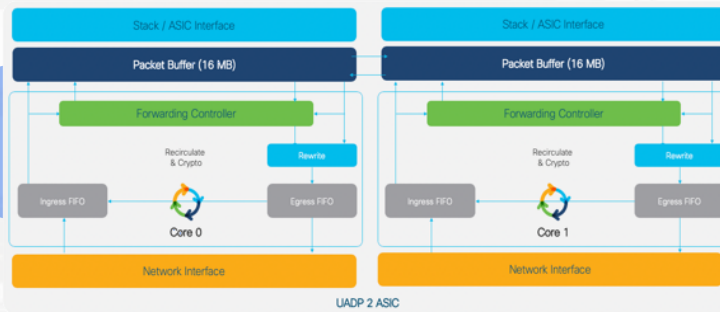 Stack / ASIC Interface
Stack / ASIC Interface
Packet Buffer (16 MB)
Packet Buffer (16 MB)
Forwarding Controller
Forwarding Controller
Recirculate
& Crypto
Rewrite
Recirculate
& Crypto
Rewrite
Ingress FIFO
Egress FIFO
Ingress FIFO
Egress FIFO
Core 0
Core 1
Network Interface
Network Interface
UADP 2 ASIC